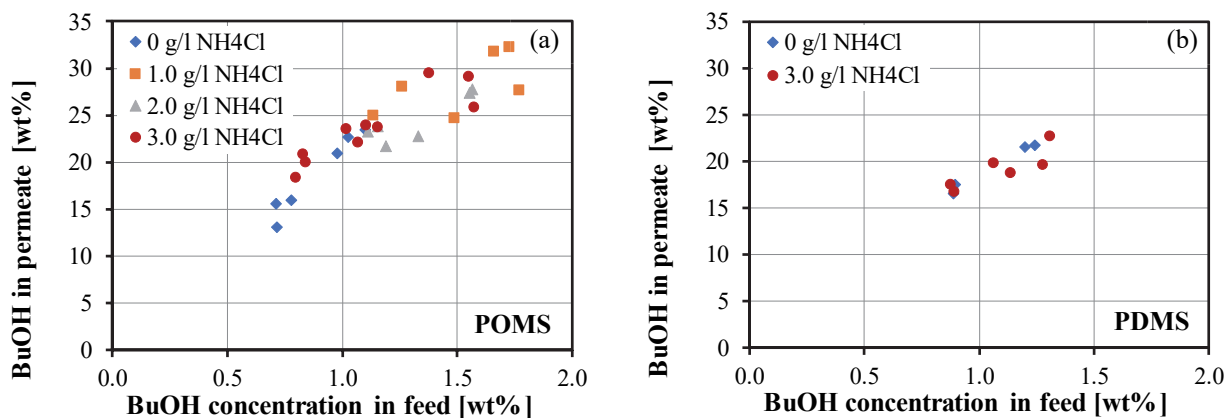 35
30
25
20
15
10
5
0
BuOH in permeate [wt%]
0 g/l NH4Cl
1.0 g/l NH4Cl
2.0 g/l NH4Cl
3.0 g/l NH4Cl
(a)
POMS
0.0 0.5 1.0 1.5 2.0
BuOH concentration in feed [wt%]
35
30
25
20
15
10
5
0
BuOH in permeate [wt%]
0 g/l NH4Cl
3.0 g/l NH4Cl
(b)
PDMS
0.0 0.5 1.0 1.5 2.0
BuOH concentration in feed [wt%]